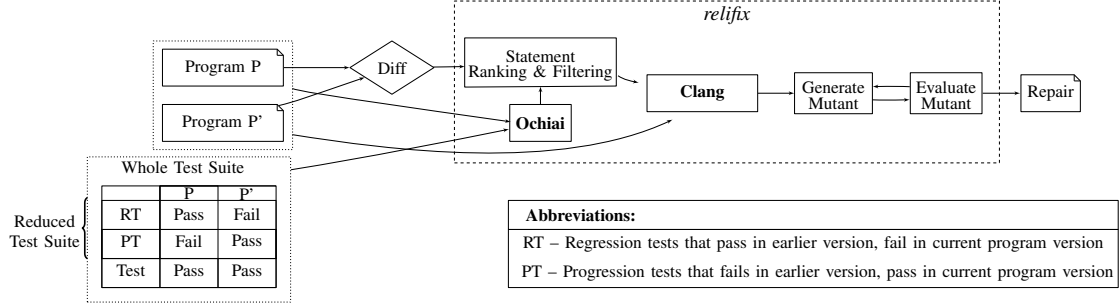 relifix
Program P
Diff
Statement
Ranking & Filtering
Clang
Generate
Mutant
Evaluate
Mutant
Repair
Program P'
Ochiai
Whole Test Suite
P P'
RT Pass Fail
PT Fail Pass
Test Pass Pass
Reduced
Test Suite
Abbreviations:
RT – Regression tests that pass in earlier version, fail in current program version
PT – Progression tests that fails in earlier version, pass in current program version